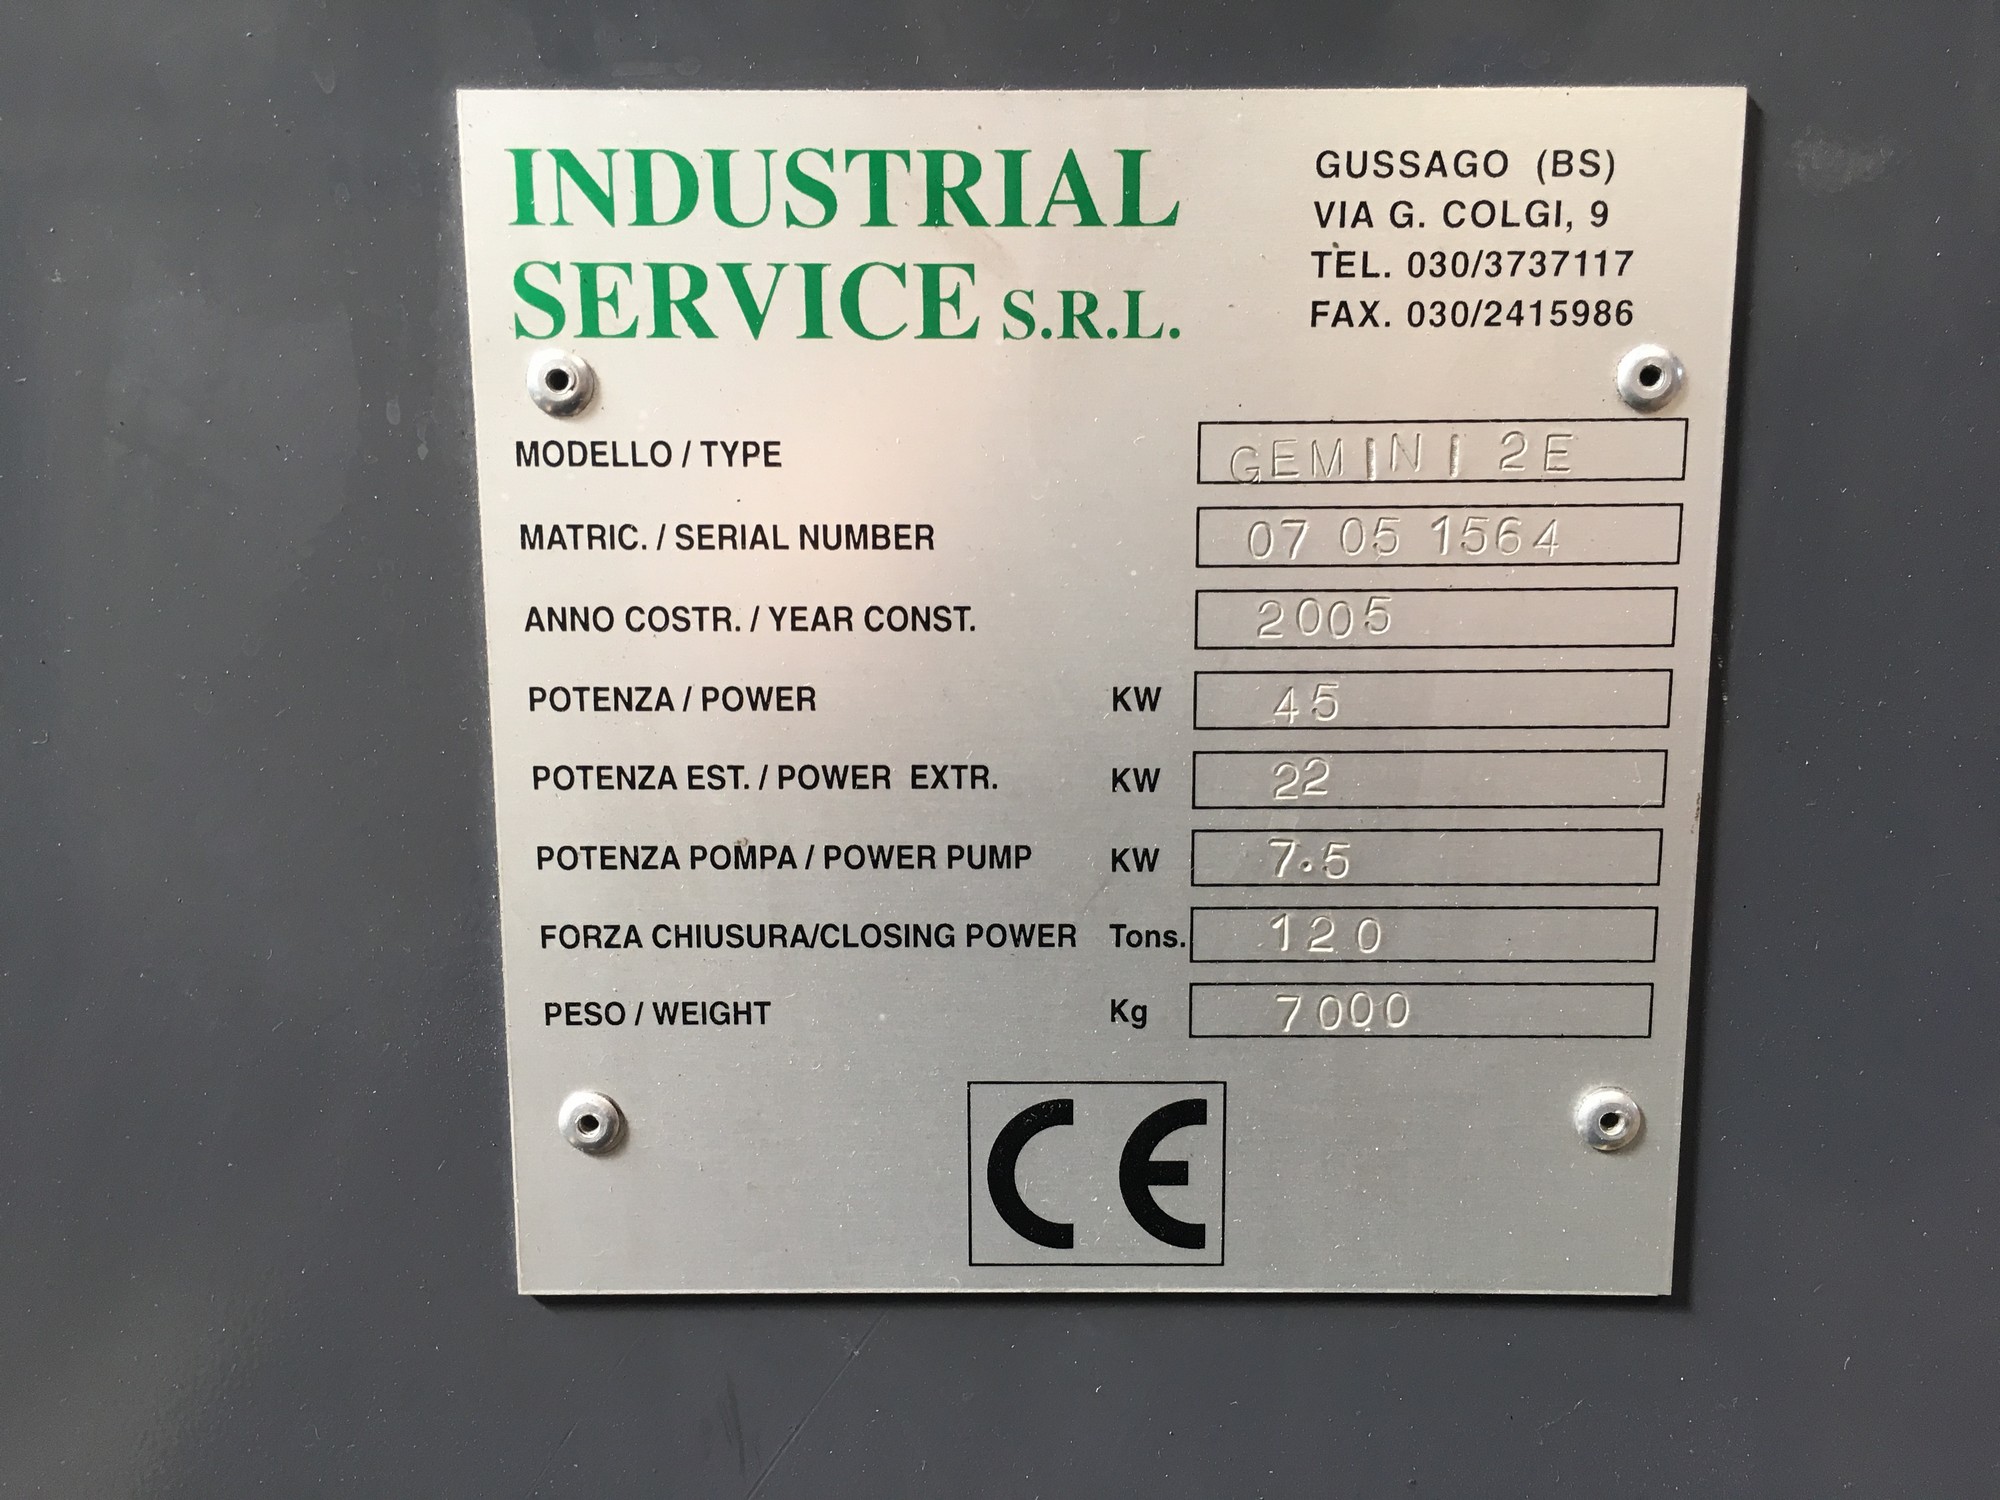 INDUSTRIAL
SERVICE S.R.L.
GUSSAGO (BS)
VIA G. COLGI, 9
TEL. 030/3737117
FAX. 030/2415986
MODELLO / TYPE GEMINI 2E
MATRIC. / SERIAL NUMBER 07 05 1564
ANNO COSTR. / YEAR CONST. 2005
POTENZA / POWER KW 45
POTENZA EST. / POWER EXTR. KW 22
POTENZA POMPA / POWER PUMP KW 7.5
FORZA CHIUSURA/CLOSING POWER Tons. 120
PESO / WEIGHT Kg 7000
CE